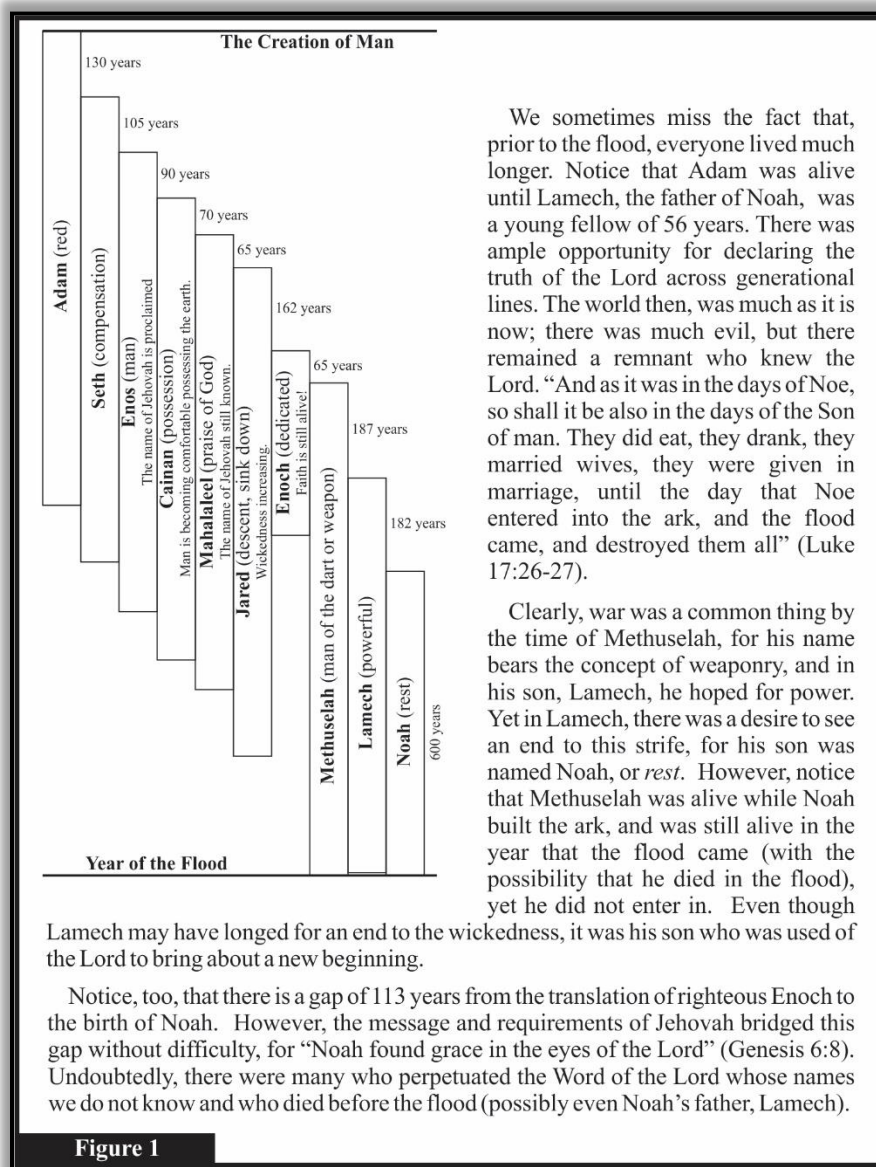 The Creation of Man
130 years
105 years
90 years
70 years
65 years
162 years
65 years
187 years
182 years
600 years
Adam (red)
Seth (compensation)
Enos (man)
The name of Jehovah is proclaimed
Cainan (possession)
Man is becoming comfortable possessing the earth.
Mahalaleel (praise of God)
The name of Jehovah still known.
Jared (descent, sink down)
Wickedness increasing.
Enoch (dedicated)
Faith is still alive!
Methuselah (man of the dart or weapon)
Lamech (powerful)
Noah (rest)
Year of the Flood
We sometimes miss the fact that,
prior to the flood, everyone lived much
longer. Notice that Adam was alive
until Lamech, the father of Noah, was
a young fellow of 56 years. There was
ample opportunity for declaring the
truth of the Lord across generational
lines. The world then, was much as it is
now; there was much evil, but there
remained a remnant who knew the
Lord. “And as it was in the days of Noe,
so shall it be also in the days of the Son
of man. They did eat, they drank, they
married wives, they were given in
marriage, until the day that Noe
entered into the ark, and the flood
came, and destroyed them all” (Luke
17:26-27).
Clearly, war was a common thing by
the time of Methuselah, for his name
bears the concept of weaponry, and in
his son, Lamech, he hoped for power.
Yet in Lamech, there was a desire to see
an end to this strife, for his son was
named Noah, or rest. However, notice
that Methuselah was alive while Noah
built the ark, and was still alive in the
year that the flood came (with the
possibility that he died in the flood),
yet he did not enter in. Even though
Lamech may have longed for an end to the wickedness, it was his son who was used of
the Lord to bring about a new beginning.
Notice, too, that there is a gap of 113 years from the translation of righteous Enoch to
the birth of Noah. However, the message and requirements of Jehovah bridged this
gap without difficulty, for “Noah found grace in the eyes of the Lord” (Genesis 6:8).
Undoubtedly, there were many who perpetuated the Word of the Lord whose names
we do not know and who died before the flood (possibly even Noah’s father, Lamech).
Figure 1